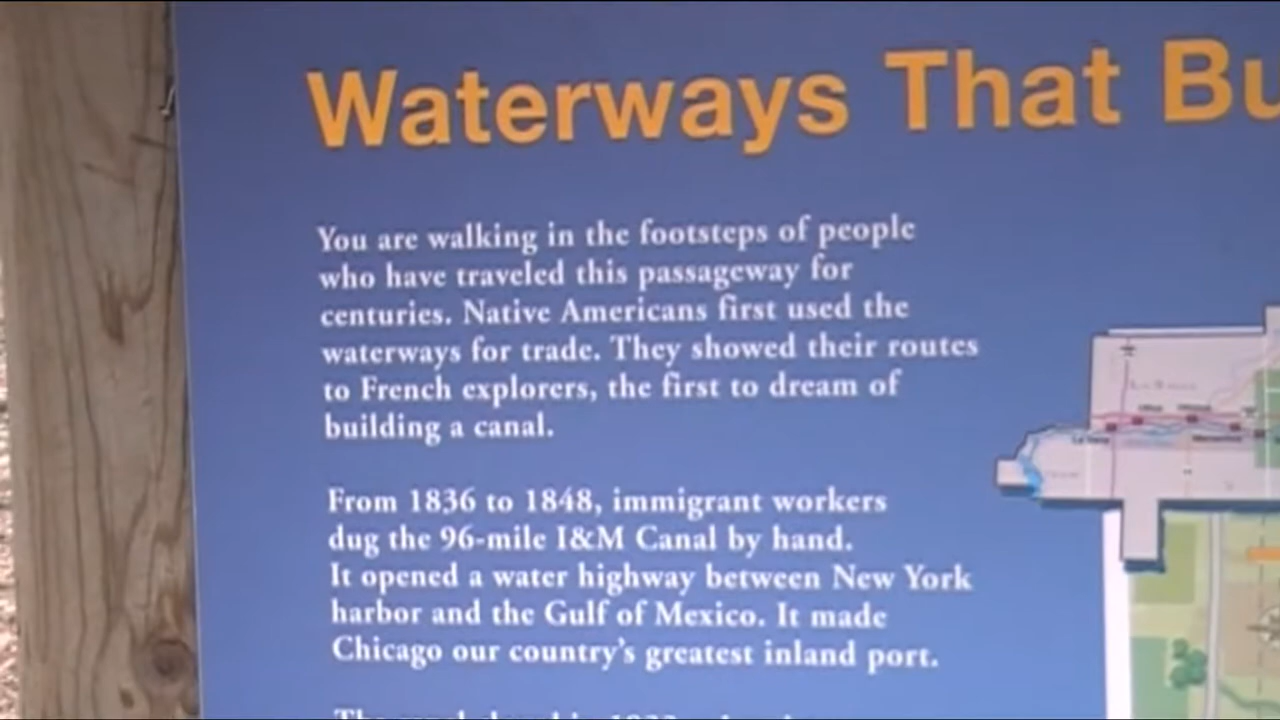 Waterways That Bu
You are walking in the footsteps of people
who have traveled this passageway for
centuries. Native Americans first used the
waterways for trade. They showed their routes
to French explorers, the first to dream of
building a canal.
From 1836 to 1848, immigrant workers
dug the 96-mile I&M Canal by hand.
It opened a water highway between New York
harbor and the Gulf of Mexico. It made
Chicago our country's greatest inland port.